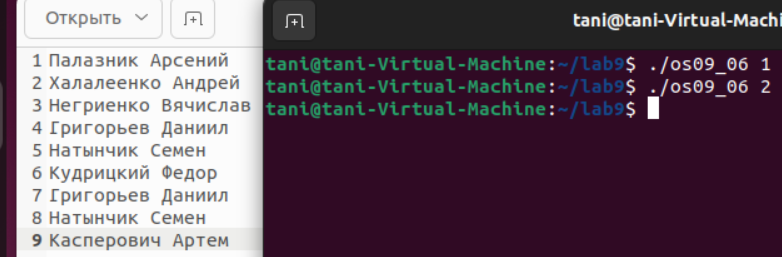 Открыть
1 Палазник Арсений
2 Халалеенко Андрей
3 Негриенко Вячислав
4 Григорьев Даниил
5 Натынчик Семен
6 Кудрицкий Федор
7 Григорьев Даниил
8 Натынчик Семен
9 Касперович Артем
tani@tani-Virtual-Machi
tani@tani-Virtual-Machine:~/lab9$ ./os09_06 1
tani@tani-Virtual-Machine:~/lab9$ ./os09_06 2
tani@tani-Virtual-Machine:~/lab9$